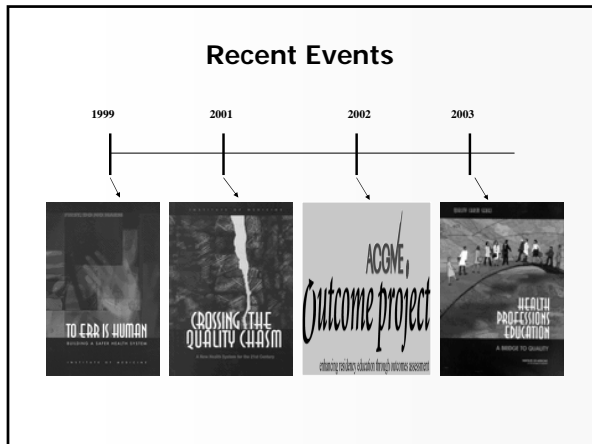 Recent Events
1999
2001
2002
2003
TO ERR IS HUMAN
BUILDING A SAFER HEALTH SYSTEM
INSTITUTE OF MEDICINE
INSTITUTE OF MEDICINE
CROSSING THE
QUALITY CHASM
A New Health System for the 21st Century
ACGME
Outcome project
enhancing residency education through outcomes assessment
HEALTH
PROFESSIONS
EDUCATION
A BRIDGE TO QUALITY